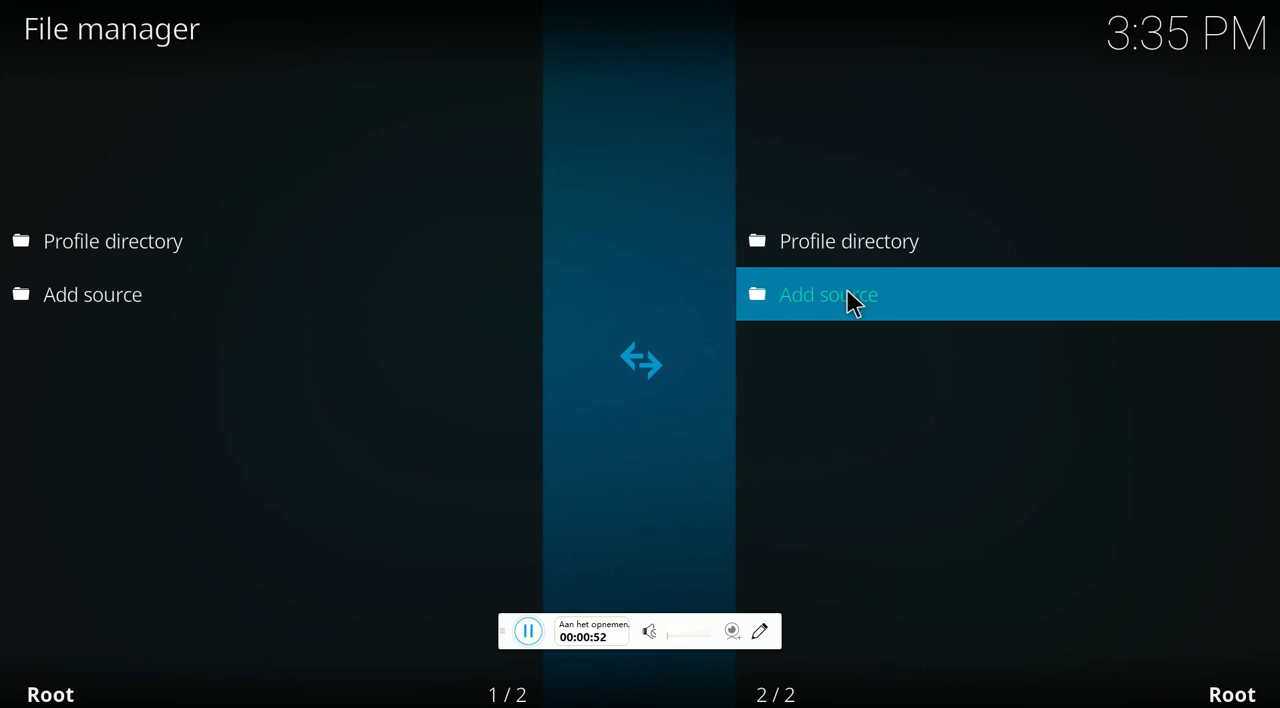 File manager
3:35 PM
Profile directory
Add source
Profile directory
Add source
Aan het opnemen.
00:00:52
Root
1 / 2
2 / 2
Root